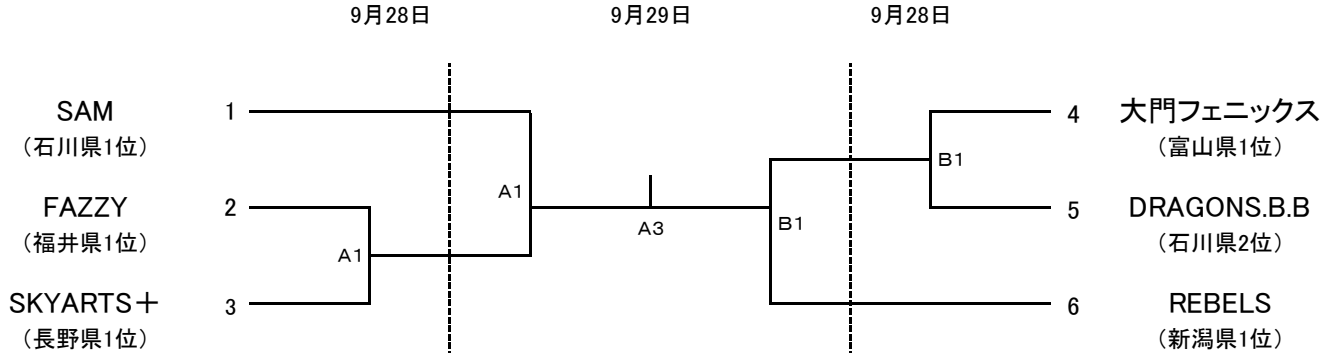 9月28日 9月29日 9月28日
SAM 1 4 大門フェニックス
（石川県1位） （富山県1位）
A1 B1
FAZZY 2 5 DRAGONS.B.B
（福井県1位） A3 B1 （石川県2位）
A1
SKYARTS＋ 3 6 REBELS
（長野県1位） （新潟県1位）